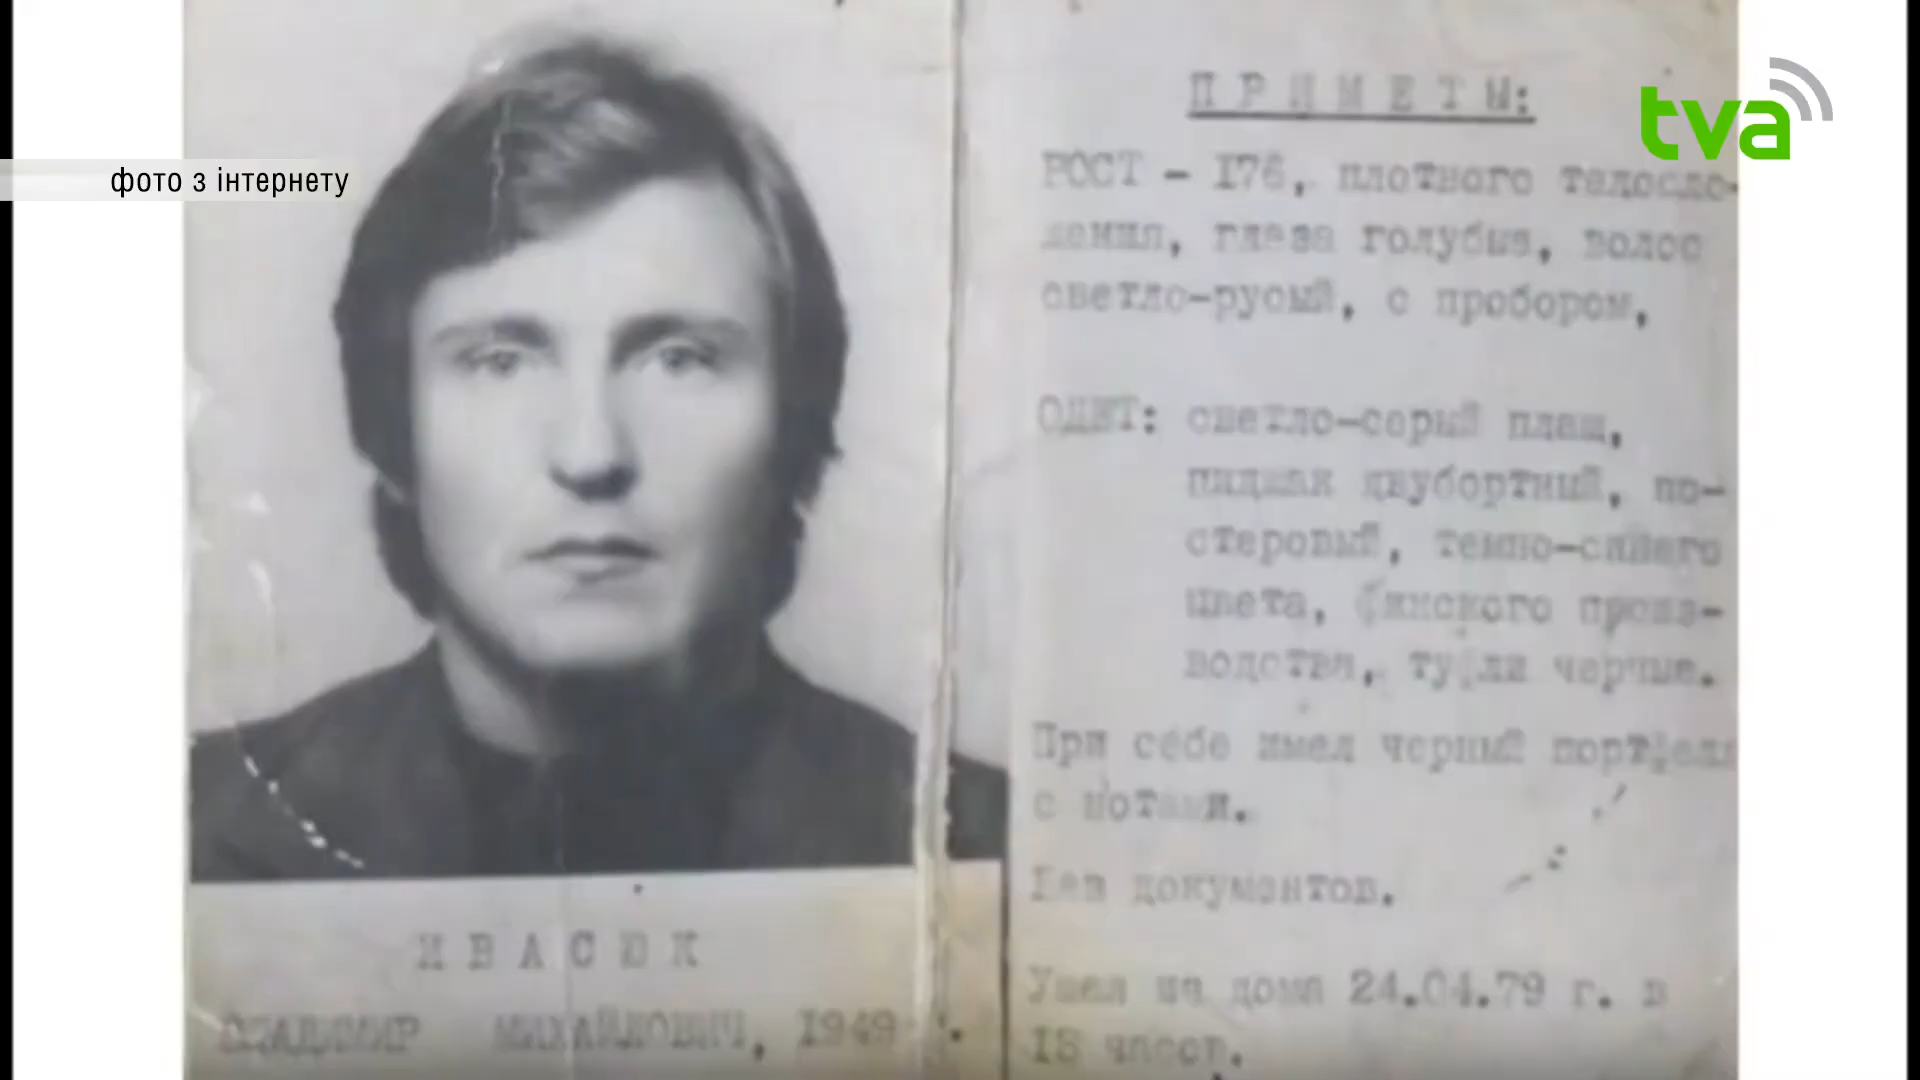 tva
фото з інтернету
ПРИМЕТЫ:
РОСТ - 176, плотного телосло-
жения, глаза голубые, волос
светло-русый, с пробором,
ОДЕТ: светло-серый плащ,
пиджак двубортный, по-
стеровый, темно-синего
цвета, финского произ-
водства, туфли черные.
При себе имел черный портфель
с нотами.
Без документов.
Ушел из дома 24.04.79 г. в
часов.
ИВАСЮК
ВЛАДИМИР МИХАЙЛОВИЧ, 1949